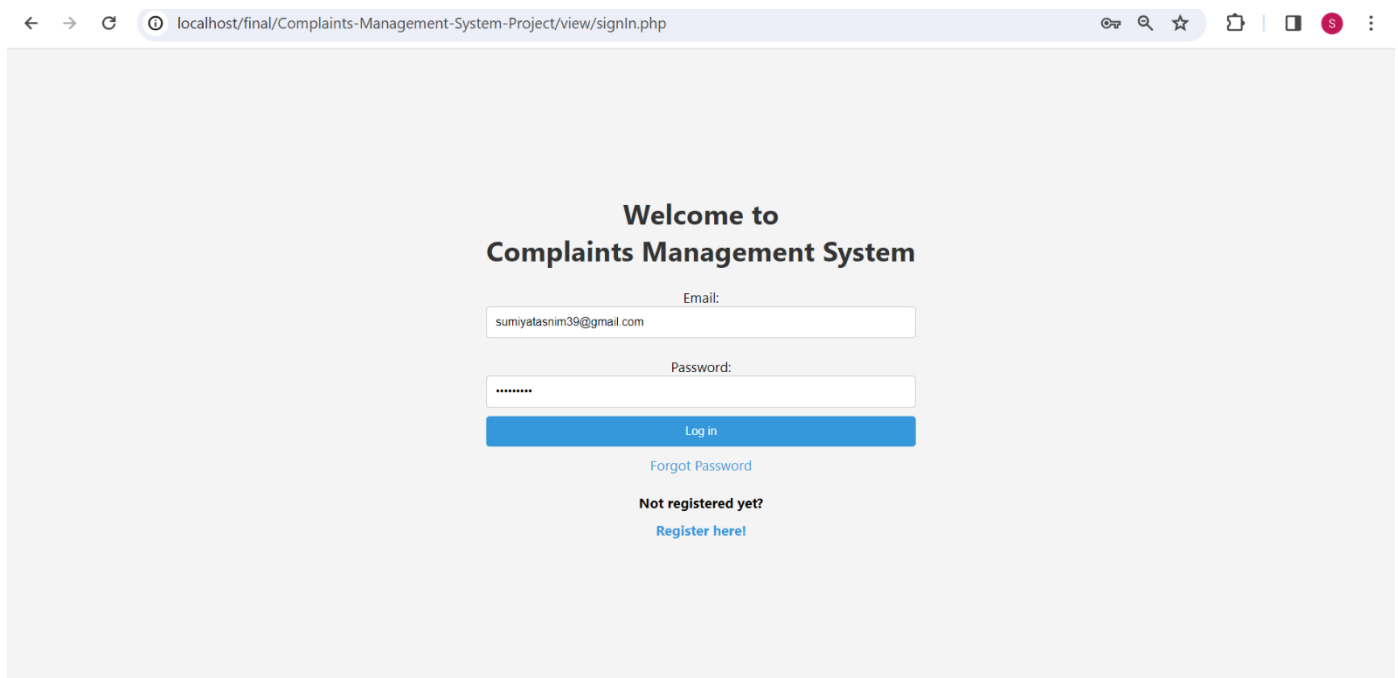 localhost/final/Complaints-Management-System-Project/view/signIn.php
S
Welcome to
Complaints Management System
Email:
sumiyatasnim39@gmail.com
Password:
•••••••••
Log in
Forgot Password
Not registered yet?
Register here!